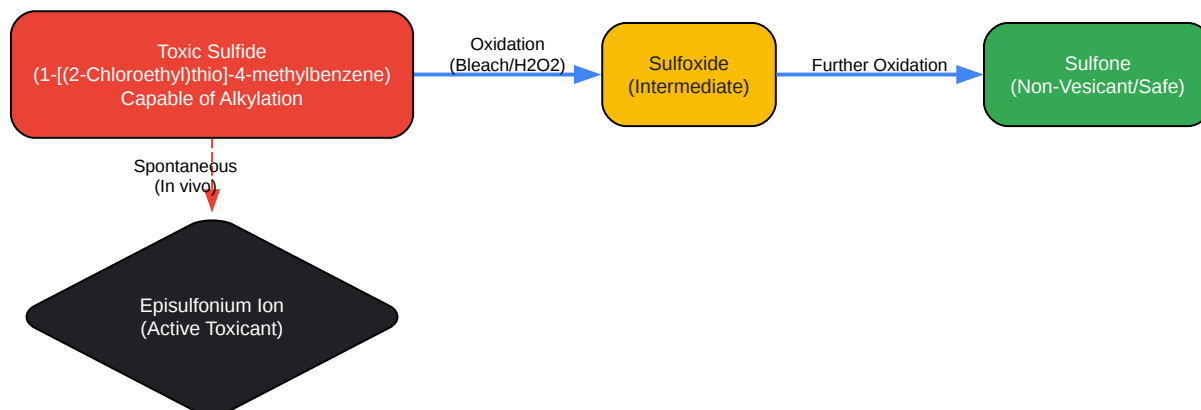 Toxic Sulfide
(1-[(2-Chloroethyl)thio]-4-methylbenzene)
Capable of Alkylation
Oxidation
(Bleach/H2O2)
Sulfoxide
(Intermediate)
Further Oxidation
Sulfone
(Non-Vesicant/Safe)
Spontaneous
(In vivo)
Episulfonium Ion
(Active Toxicant)